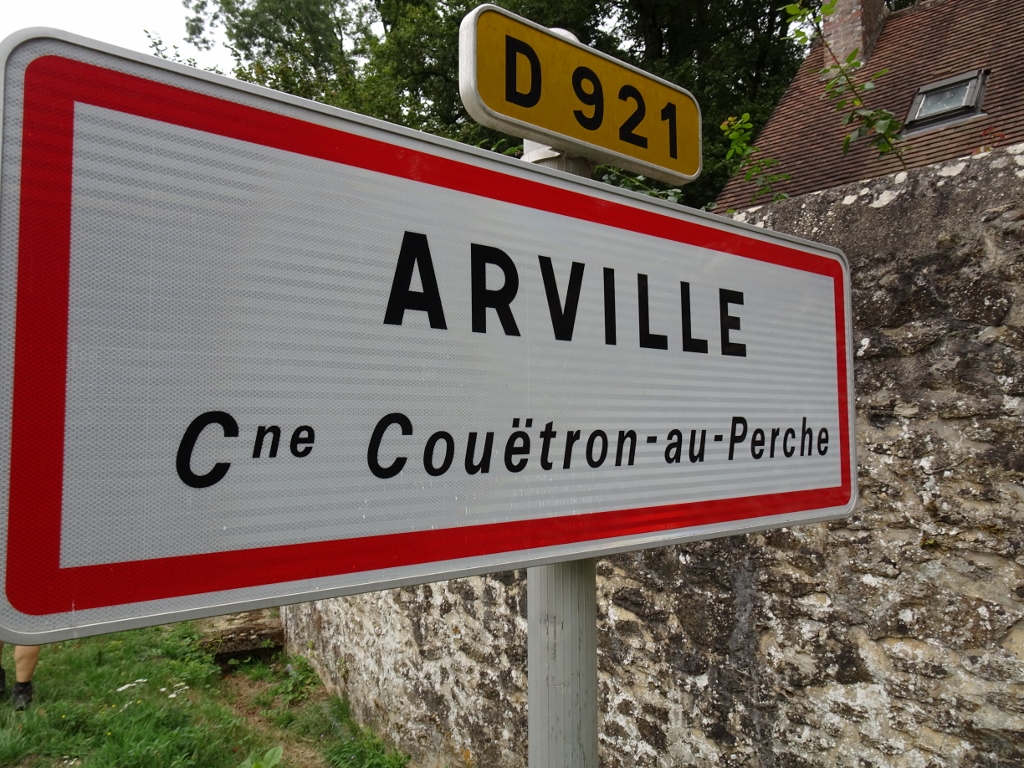 D 921
ARVILLE
Cne Couëtron-au-Perche